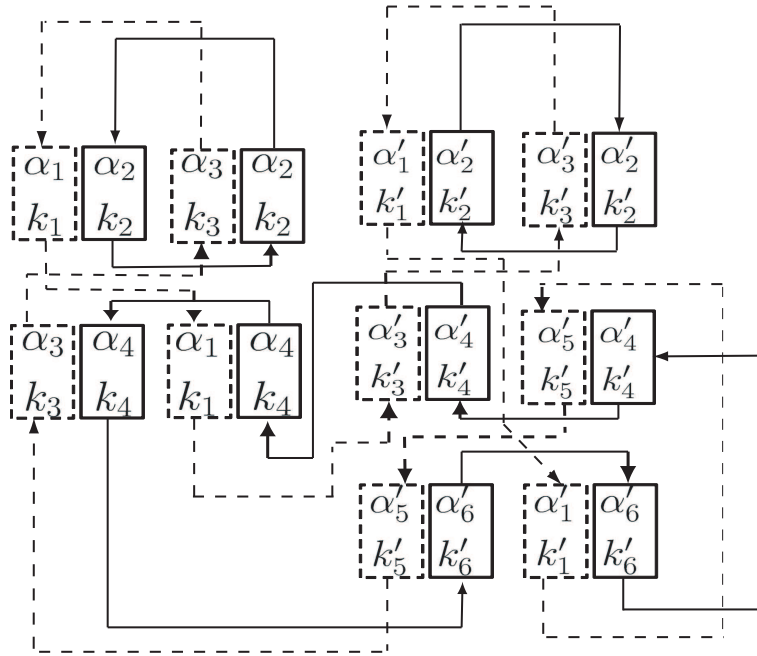 α₁ α₂ α₃ α₂ α′₁ α′₂ α′₃ α′₂
k₁ k₂ k₃ k₂ k′₁ k′₂ k′₃ k′₂
α₃ α₄ α₁ α₄ α′₃ α′₄ α′₅ α′₄
k₃ k₄ k₁ k₄ k′₃ k′₄ k′₅ k′₄
α′₅ α′₆ α′₁ α′₆
k′₅ k′₆ k′₁ k′₆